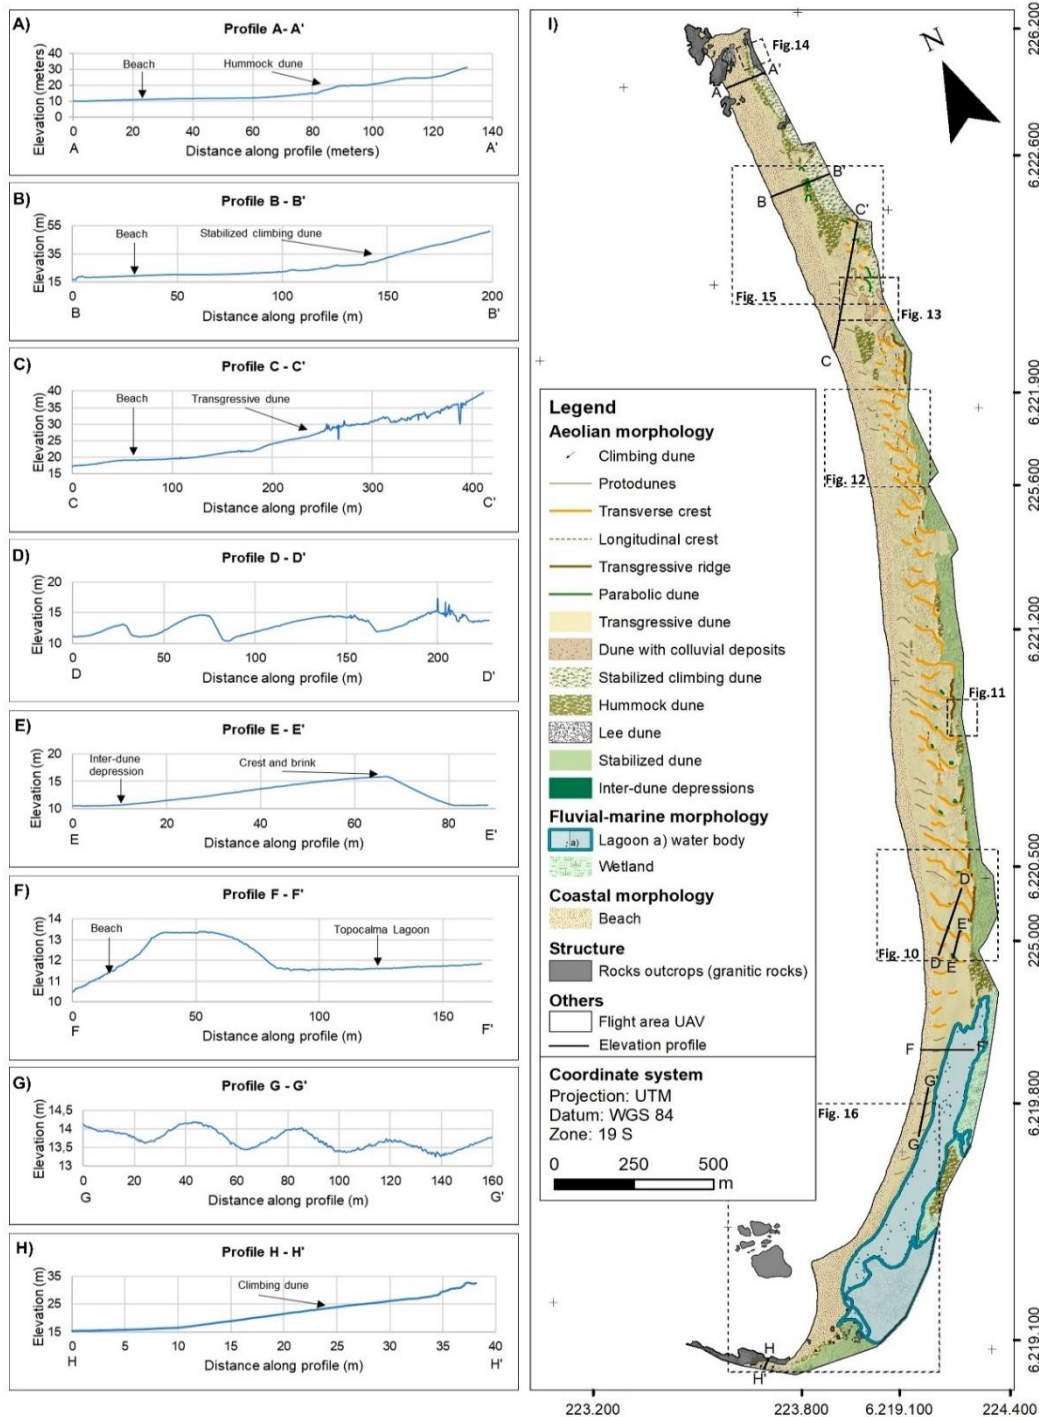 A)
Profile A- A'
Elevation (meters)
40
30
20
10
0
Beach
Hummock dune
0 20 40 60 80 100 120 140
A
Distance along profile (meters)
A'
B)
Profile B - B'
Elevation (m)
55
35
15
Beach
Stabilized climbing dune
0 50 100 150 200
B
Distance along profile (m)
B'
C)
Profile C - C'
Elevation (m)
40
35
30
25
20
15
Beach
Transgressive dune
0 100 200 300 400
C
Distance along profile (m)
C'
D)
Profile D - D'
Elevation (m)
20
15
10
0 50 100 150 200
D
Distance along profile (m)
D'
E)
Profile E - E'
Elevation (m)
20
15
10
Inter-dune
depression
Crest and brink
0 20 40 60 80
E
Distance along profile (m)
E'
F)
Profile F - F'
Elevation (m)
14
13
12
11
10
Beach
Topocalma Lagoon
0 50 100 150
F
Distance along profile (m)
F'
G)
Profile G - G'
Elevation (m)
14,5
14
13,5
13
0 20 40 60 80 100 120 140 160
G
Distance along profile (m)
G'
H)
Profile H - H'
Elevation (m)
35
25
15
Climbing dune
0 5 10 15 20 25 30 35 40
H
Distance along profile (m)
H'
I)
N
Fig.14
A
A'
B
B'
C'
Fig. 15
Fig. 13
C
Fig. 12
Fig.11
D'
E'
Fig. 10
D
E
F
F'
G'
G
Fig. 16
H
H'
Legend
Aeolian morphology
Climbing dune
Protodunes
Transverse crest
Longitudinal crest
Transgressive ridge
Parabolic dune
Transgressive dune
Dune with colluvial deposits
Stabilized climbing dune
Hummock dune
Lee dune
Stabilized dune
Inter-dune depressions
Fluvial-marine morphology
a)
Lagoon a) water body
Wetland
Coastal morphology
Beach
Structure
Rocks outcrops (granitic rocks)
Others
Flight area UAV
Elevation profile
Coordinate system
Projection: UTM
Datum: WGS 84
Zone: 19 S
0 250 500
m
226.200
6.222.600
6.221.900
225.600
6.221.200
6.220.500
225.000
6.219.800
6.219.100
223.200
223.800
6.219.100
224.400